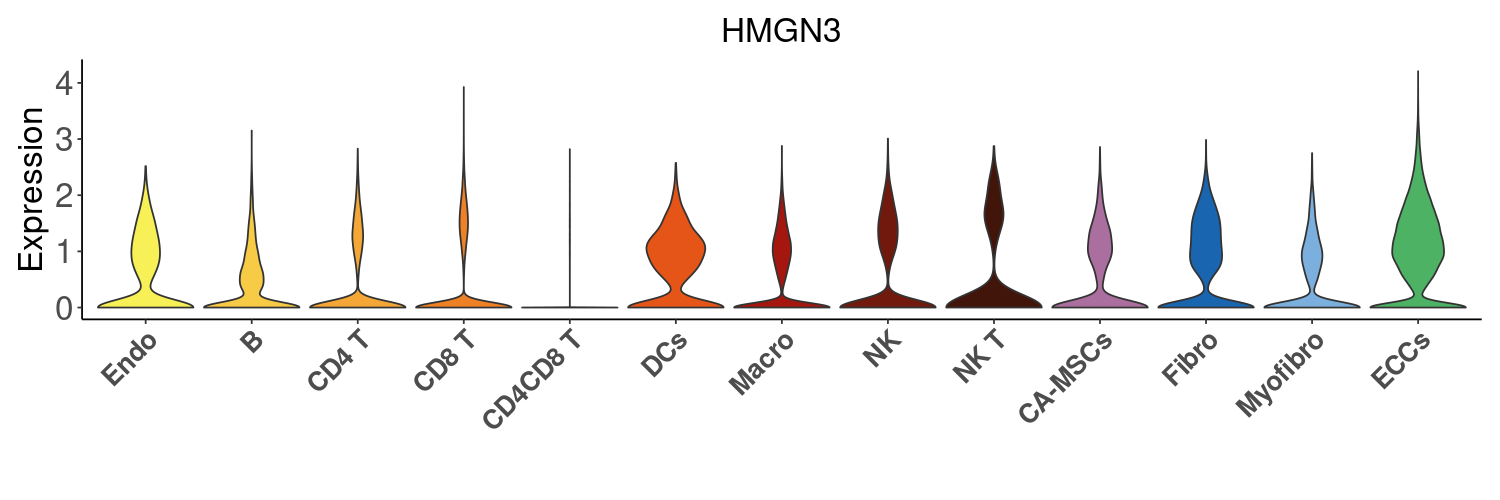 HMGN3
Expression
4
3
2
1
0
Endo
B
CD4 T
CD8 T
CD4CD8 T
DCs
Macro
NK
NK T
CA-MSCs
Fibro
Myofibro
ECCs